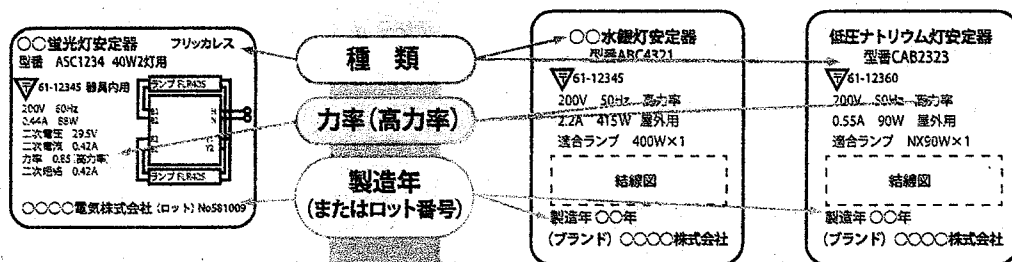 ○○蛍光灯安定器 フリッカレス
型番 ASC1234 40W2灯用
61-12345 器具内用
ランプ FLR40S
200V 60Hz
0.44A 88W
二次電圧 295V
二次電流 0.42A
力率 0.85(高力率)
二次短絡 0.42A
ランプ FLR40S
○○○○電気株式会社 (ロット) No581009
種類
力率(高力率)
製造年
(またはロット番号)
○○水銀灯安定器
型番ABC4321
61-12345
200V 50Hz 高力率
2.2A 415W 屋外用
適合ランプ 400W×1
結線図
製造年 ○○年
(ブランド) ○○○○株式会社
低圧ナトリウム灯安定器
型番CAB2323
61-12360
200V 50Hz 高力率
0.55A 90W 屋外用
適合ランプ NX90W×1
結線図
製造年 ○○年
(ブランド) ○○○○株式会社